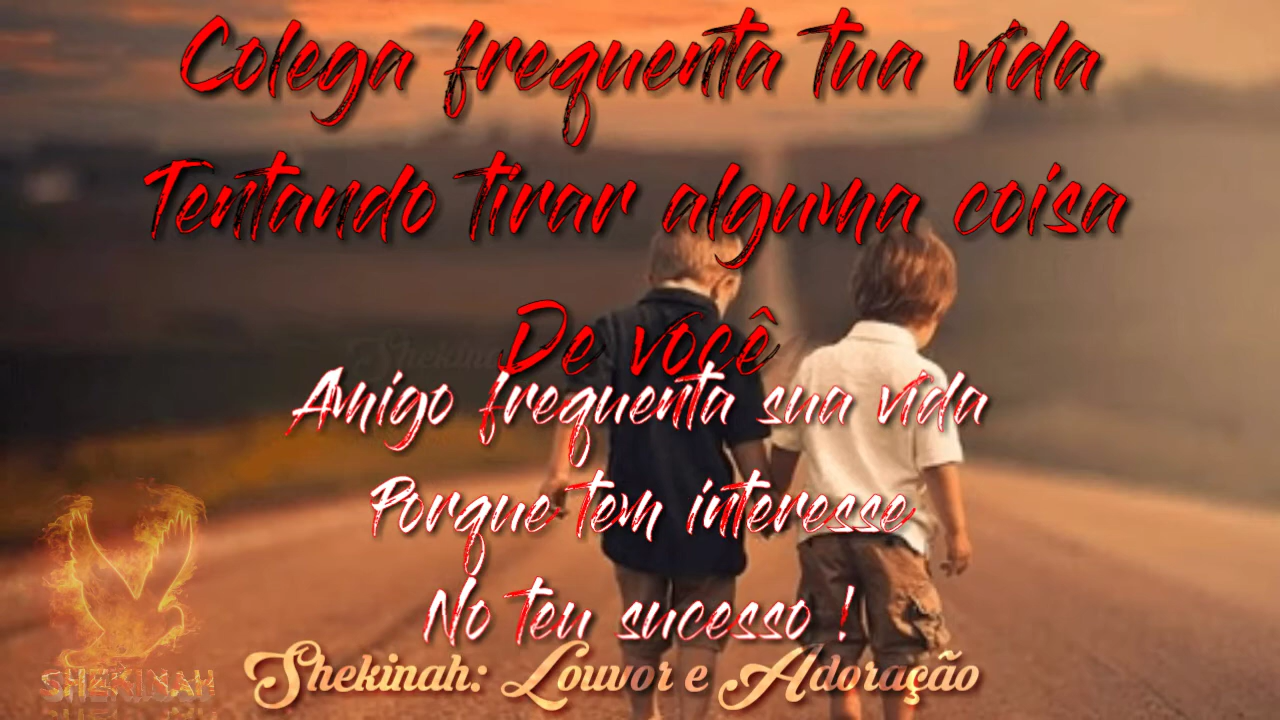 Colega frequenta tua vida
Tentando tirar alguma coisa
De você
Amigo frequenta sua vida
Porque tem interesse
No teu sucesso !
Shekinah: Louvor e Adoração
SHEKINAH